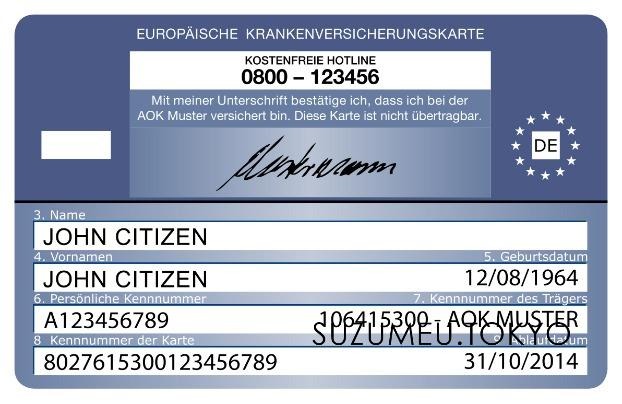 EUROPÄISCHE KRANKENVERSICHERUNGSKARTE
KOSTENFREIE HOTLINE
0800 – 123456
Mit meiner Unterschrift bestätige ich, dass ich bei der
AOK Muster versichert bin. Diese Karte ist nicht übertragbar.
Mustermann
DE
3. Name
JOHN CITIZEN
4. Vornamen 5. Geburtsdatum
JOHN CITIZEN 12/08/1964
6. Persönliche Kennnummer 7. Kennnummer des Trägers
A123456789 106415300 - AOK MUSTER
SUZUMEU.TOKYO
8 Kennnummer der Karte 9. Ablaufdatum
8027615300123456789 31/10/2014